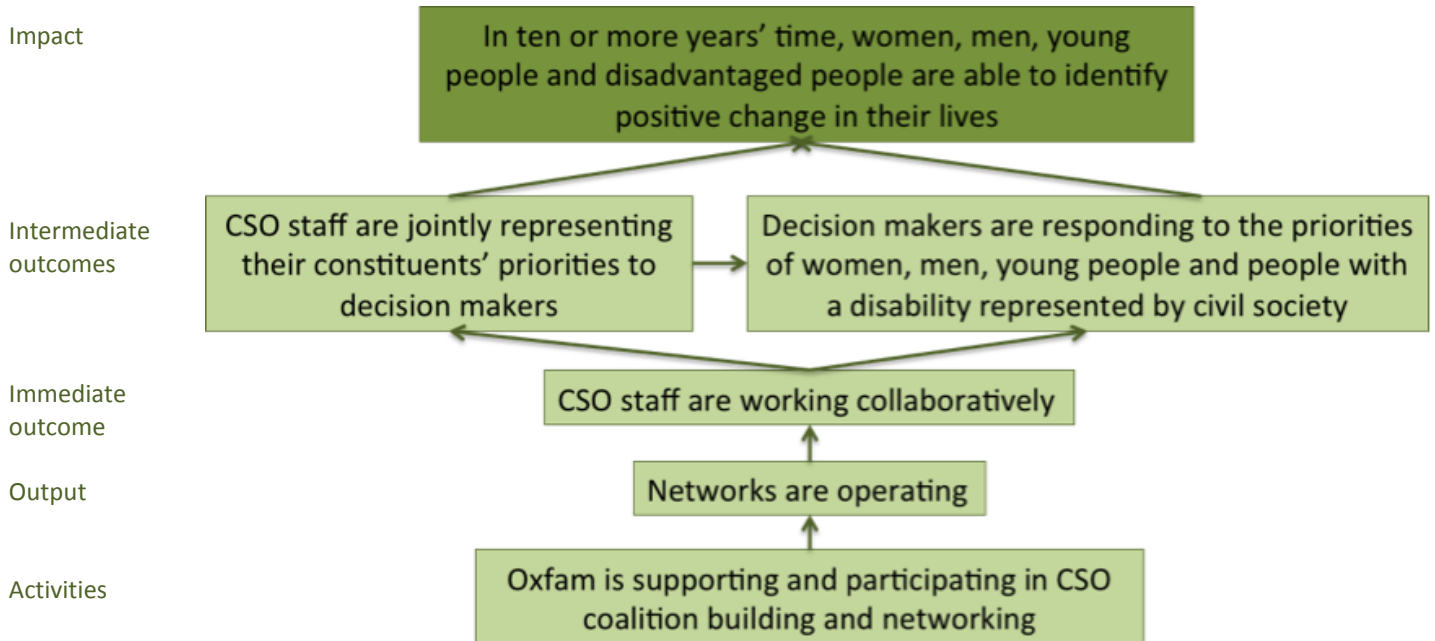 Impact
In ten or more years’ time, women, men, young
people and disadvantaged people are able to identify
positive change in their lives
Intermediate
outcomes
CSO staff are jointly representing
their constituents’ priorities to
decision makers
Decision makers are responding to the priorities
of women, men, young people and people with
a disability represented by civil society
Immediate
outcome
CSO staff are working collaboratively
Output
Networks are operating
Activities
Oxfam is supporting and participating in CSO
coalition building and networking